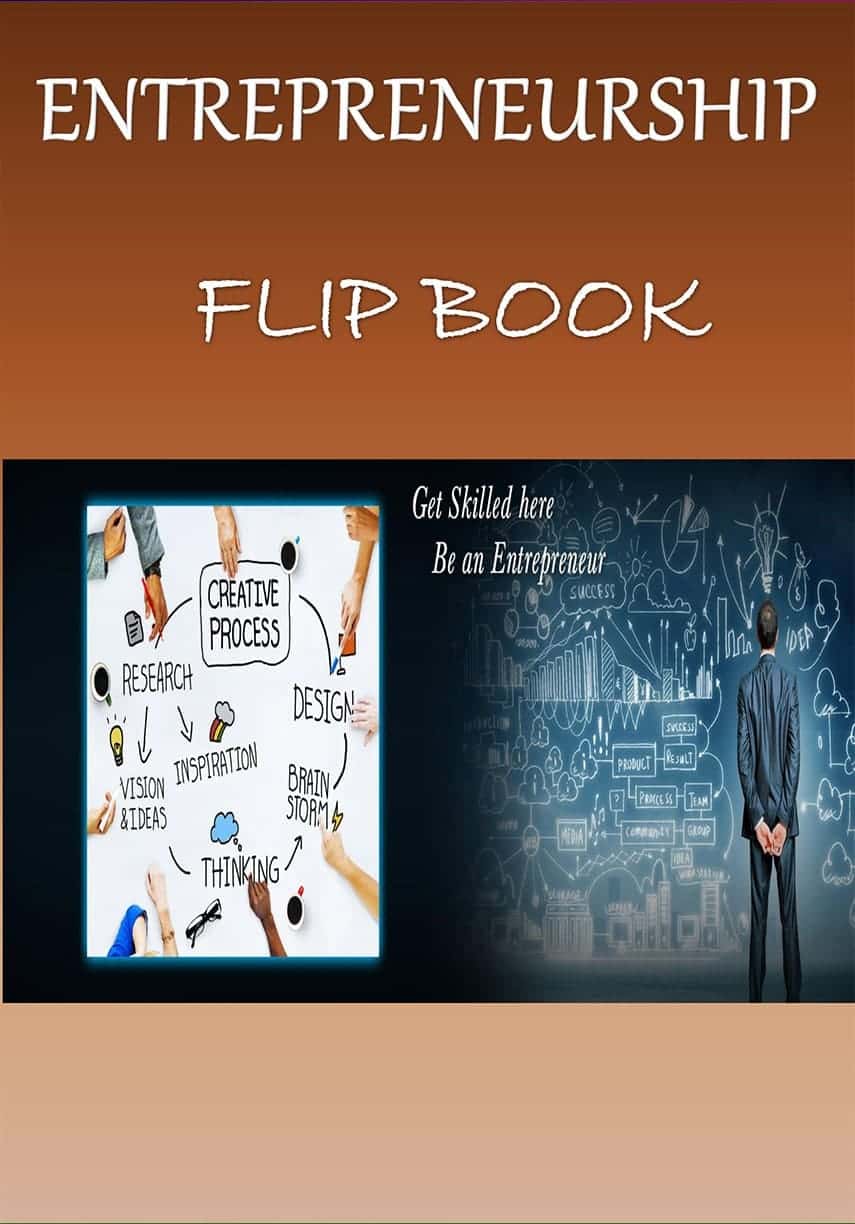 ENTREPRENEURSHIP
FLIP BOOK
Get Skilled here
Be an Entrepreneur
CREATIVE
PROCESS
RESEARCH
DESIGN
INSPIRATION
VISION
& IDEAS
BRAIN
STORM
THINKING
SUCCESS
IDEA
SUCCESS
PRODUCT
RESULT
?
PROCESS
TEAM
MEDIA
COMMUNITY
GROUP
IDEA